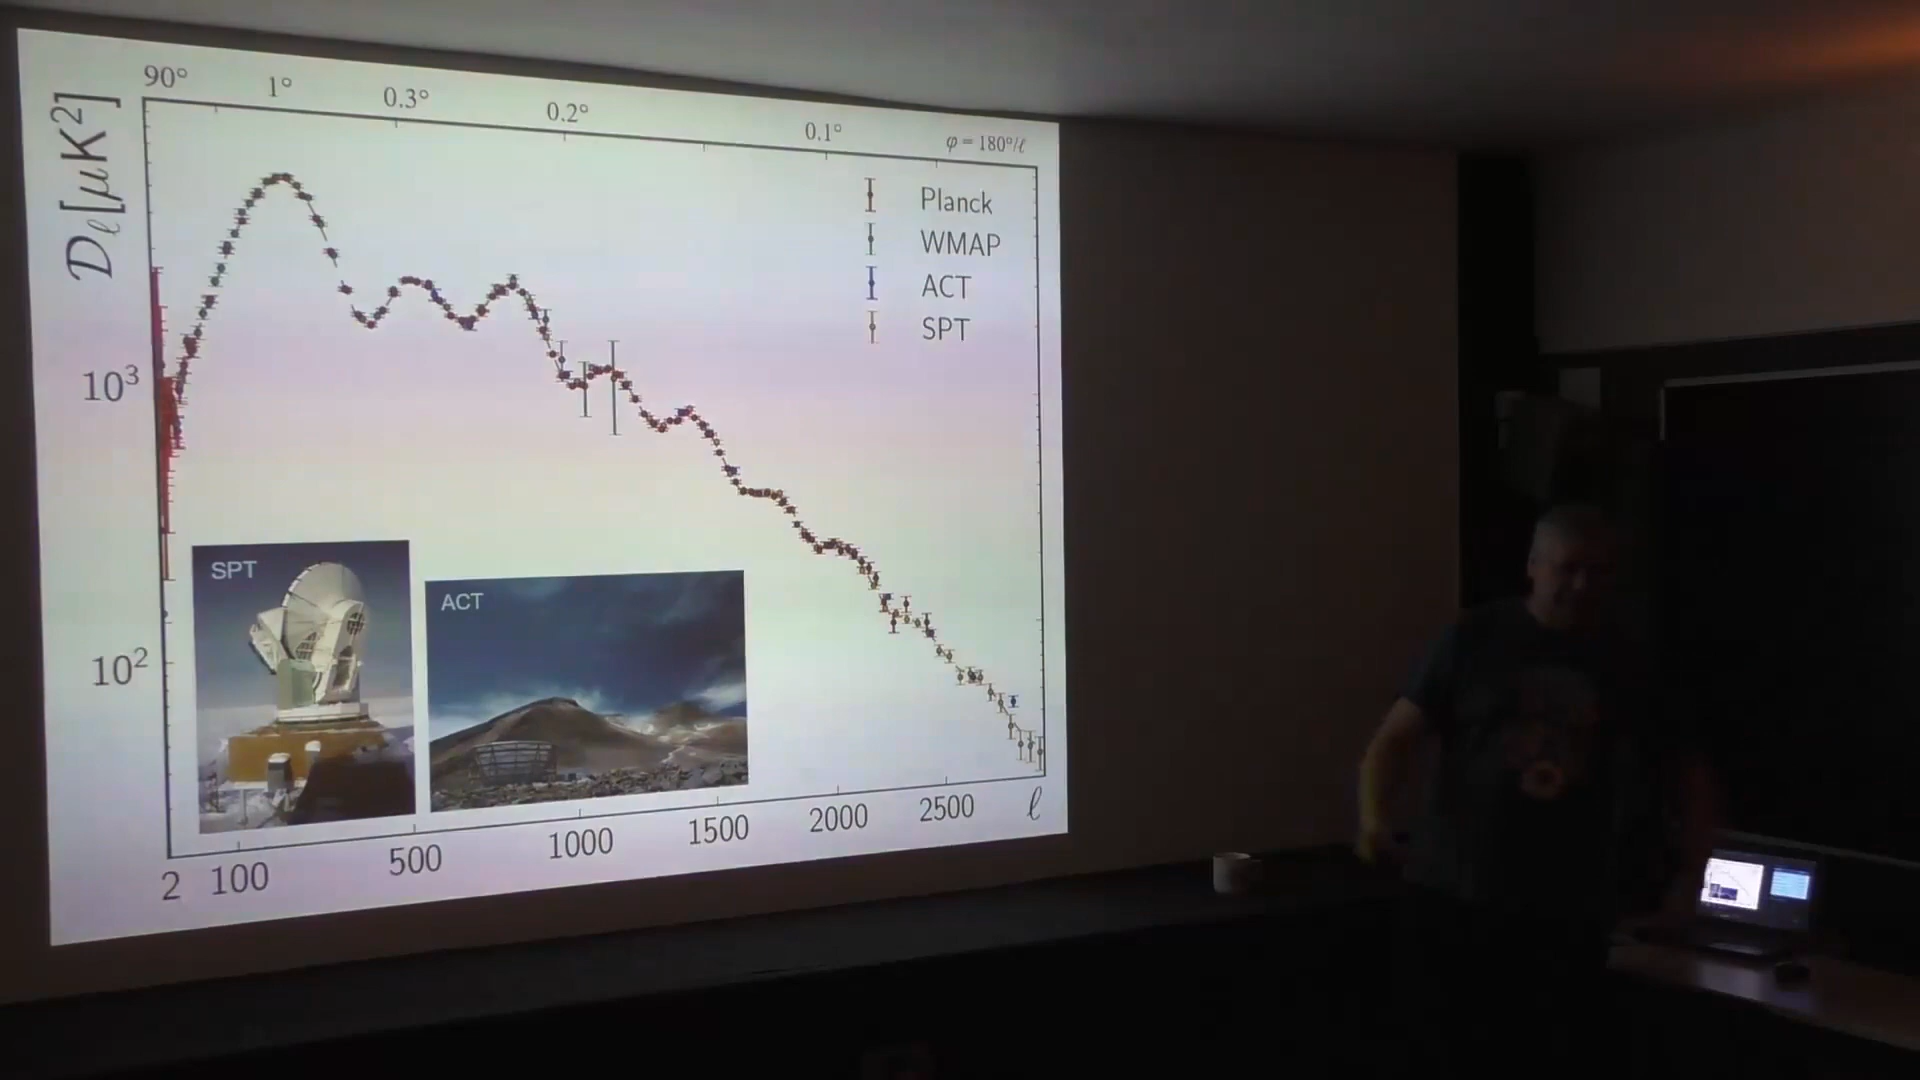 90° 1° 0.3° 0.2° 0.1° φ = 180°/ℓ
𝒟ℓ[μK²]
Planck
WMAP
ACT
SPT
10³
10²
SPT
ACT
2 100 500 1000 1500 2000 2500 ℓ